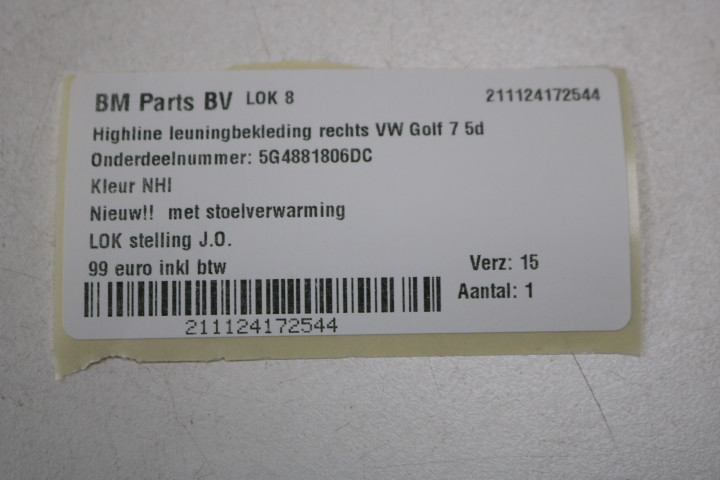 BM Parts BV LOK 8 211124172544
Highline leuningbekleding rechts VW Golf 7 5d
Onderdeelnummer: 5G4881806DC
Kleur NHI
Nieuw!! met stoelverwarming
LOK stelling J.O.
99 euro inkl btw Verz: 15
Aantal: 1
211124172544